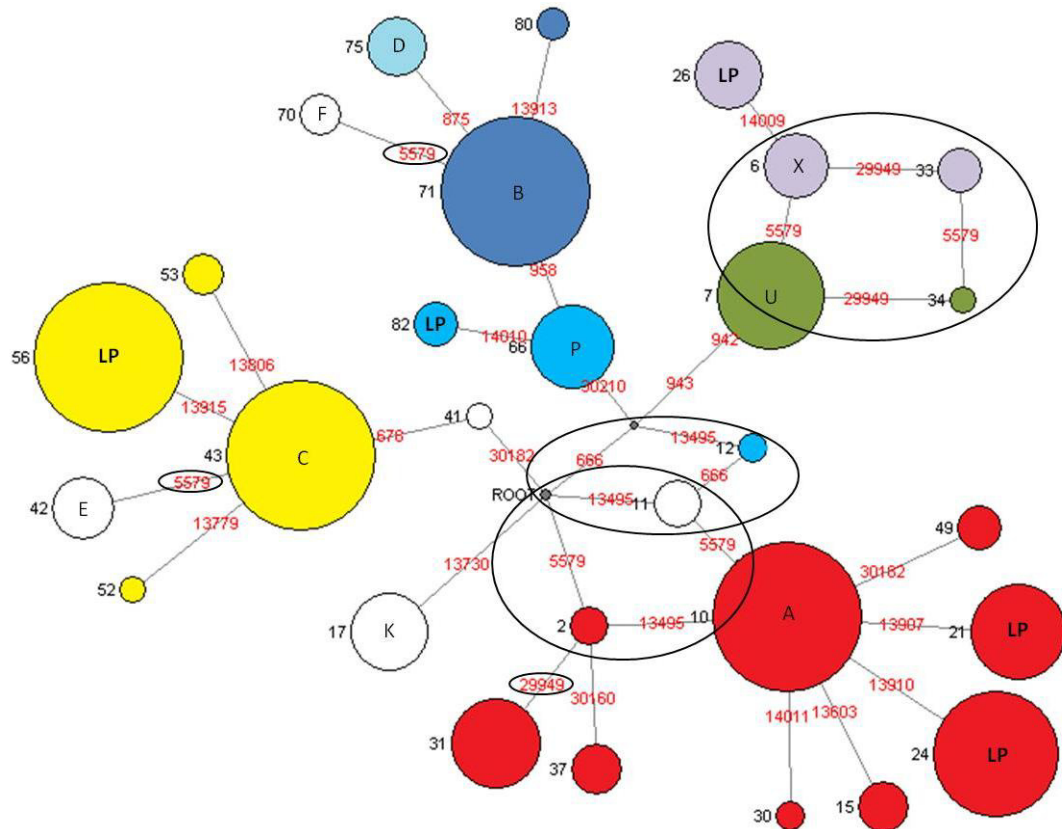 80
75 D
26 LP
14009
70 F
875
13913
5579
6 X 29949 33
71 B
5579
5579
958
53
7 U 29949 34
82 LP 14010 66 P
942
56 LP
13806
30210
943
13915
676 41
13495 12
43 C
30182
666
666
5579
ROOT 13495 11
42 E
49
13779
5579
30182
13730
5579
10 A
52
17 K
2 13495
13907 21 LP
29949
30160
13910
14011
13603
31
24 LP
37
30 15